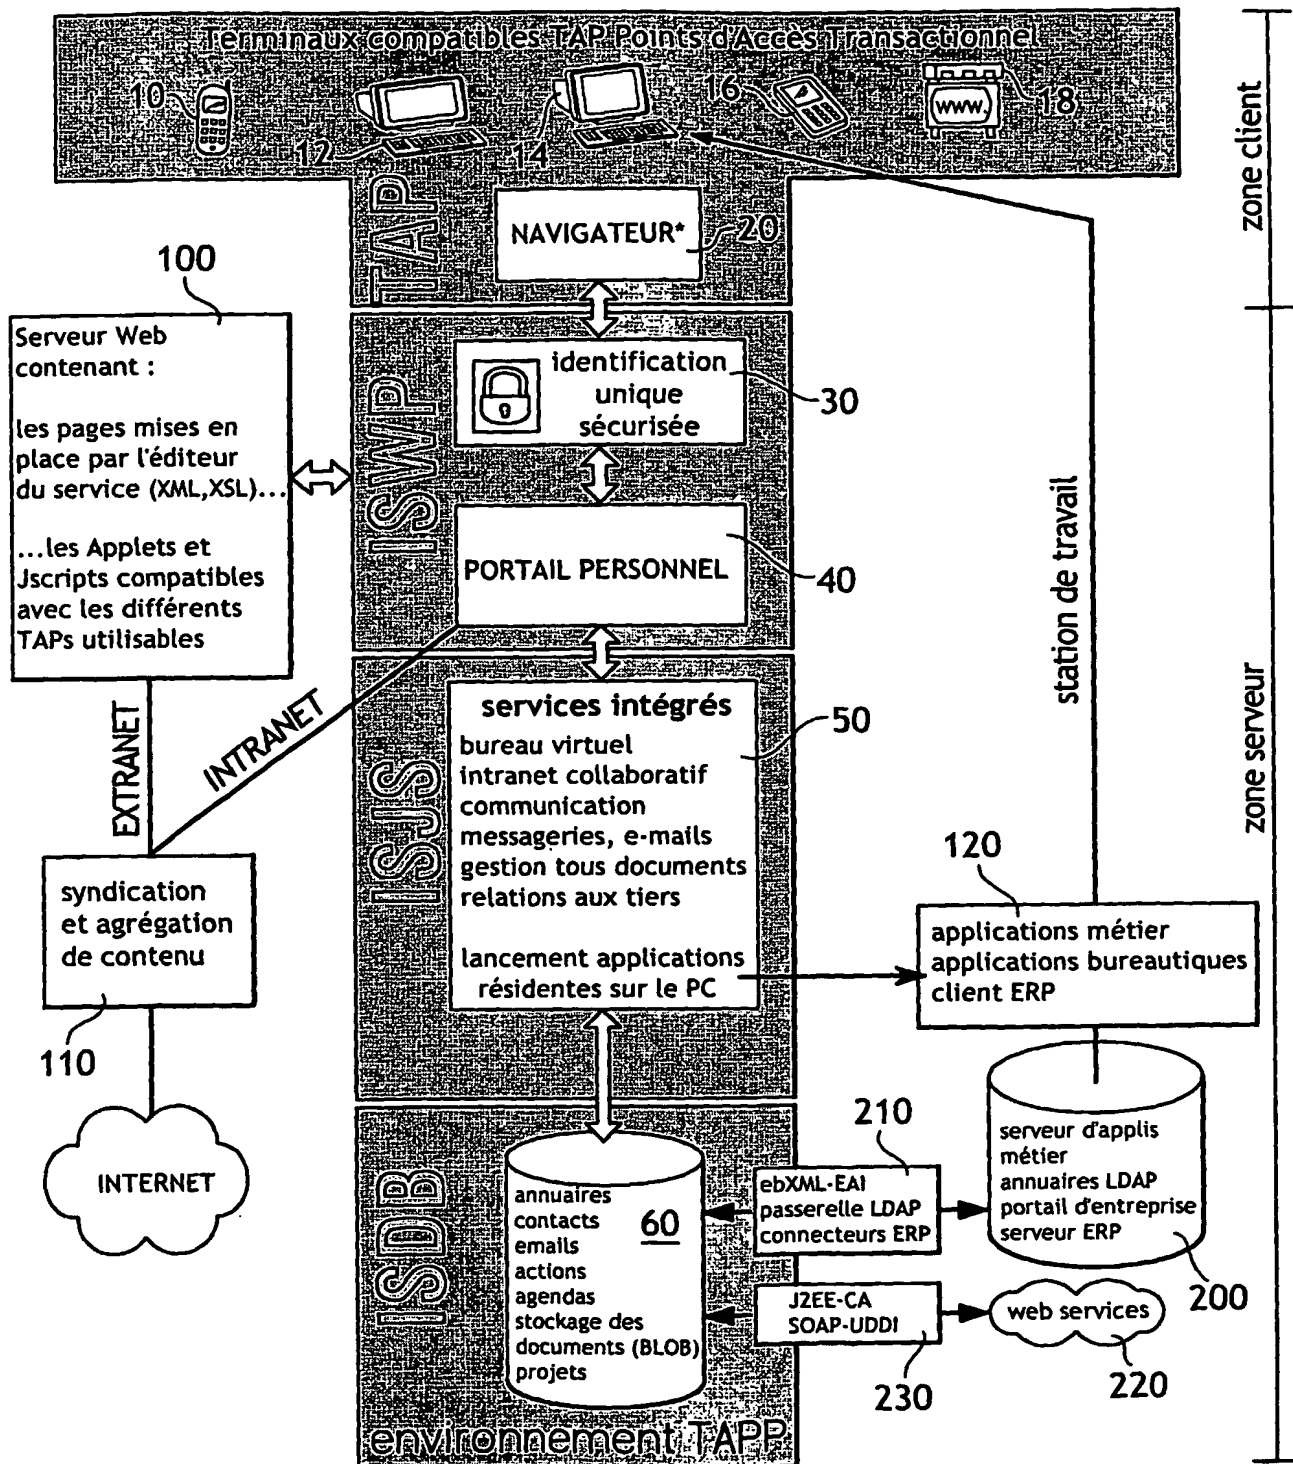 Terminaux compatibles TAP Points d'Accès Transactionnel
10
12
14
16
www.
18
zone client
TAP
NAVIGATEUR*
20
100
Serveur Web
contenant :
les pages mises en
place par l'éditeur
du service (XML,XSL)...
...les Applets et
Jscripts compatibles
avec les différents
TAPs utilisables
ISWP
identification
unique
sécurisée
30
PORTAIL PERSONNEL
40
station de travail
zone serveur
EXTRANET
INTRANET
ISJS
services intégrés
bureau virtuel
intranet collaboratif
communication
messageries, e-mails
gestion tous documents
relations aux tiers
lancement applications
résidentes sur le PC
50
syndication
et agrégation
de contenu
110
INTERNET
120
applications métier
applications bureautiques
client ERP
ISDB
annuaires
contacts
emails
actions
agendas
stockage des
documents (BLOB)
projets
60
210
ebXML-EAI
passerelle LDAP
connecteurs ERP
serveur d'applis
métier
annuaires LDAP
portail d'entreprise
serveur ERP
200
J2EE-CA
SOAP-UDDI
230
web services
220
environnement TAPP